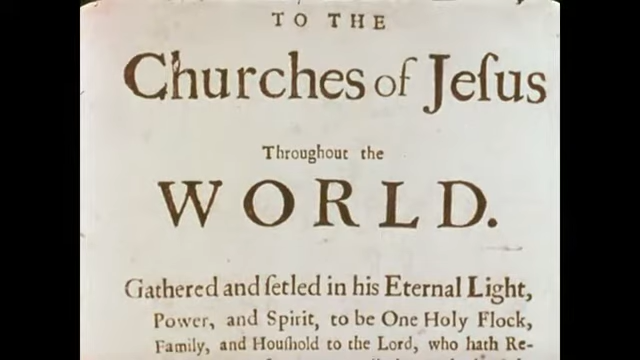 TO THE
Churches of Jeſus
Throughout the
WORLD.
Gathered and ſetled in his Eternal Light,
Power, and Spirit, to be One Holy Flock,
Family, and Houſhold to the Lord, who hath Re-